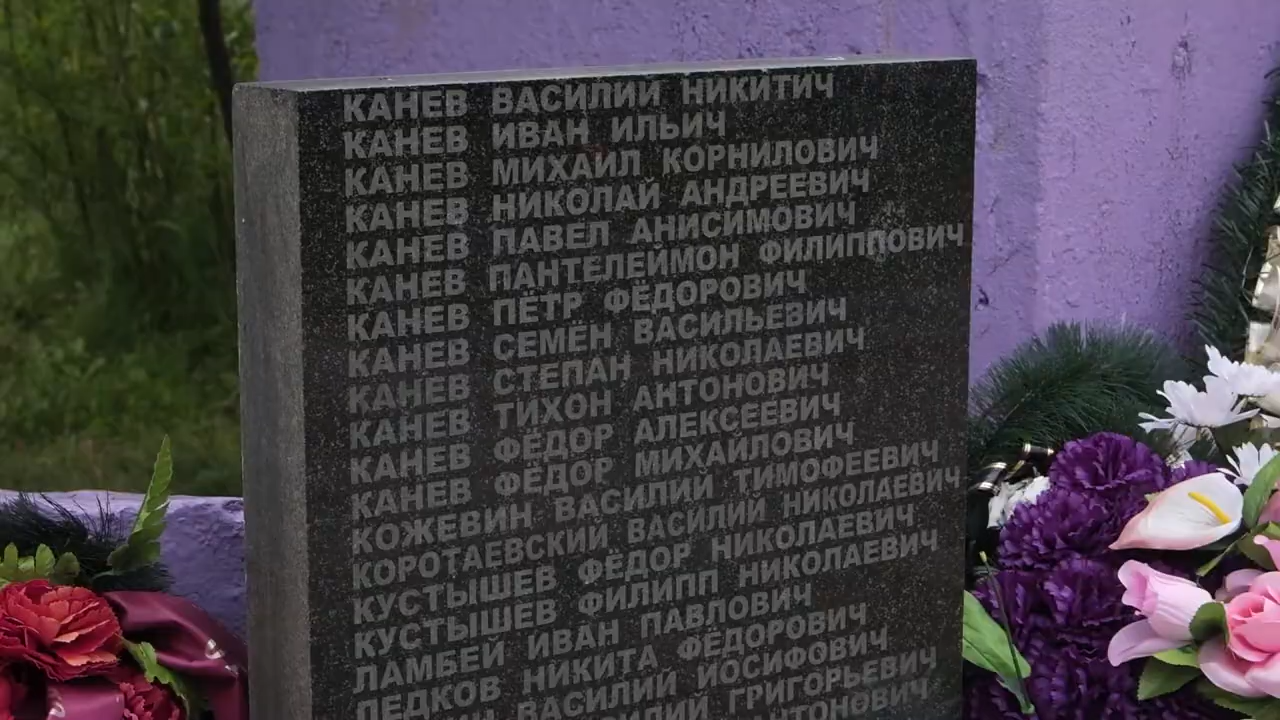 КАНЕВ ВАСИЛИЙ НИКИТИЧ
КАНЕВ ИВАН ИЛЬИЧ
КАНЕВ МИХАИЛ КОРНИЛОВИЧ
КАНЕВ НИКОЛАЙ АНДРЕЕВИЧ
КАНЕВ ПАВЕЛ АНИСИМОВИЧ
КАНЕВ ПАНТЕЛЕЙМОН ФИЛИППОВИЧ
КАНЕВ ПЁТР ФЁДОРОВИЧ
КАНЕВ СЕМЁН ВАСИЛЬЕВИЧ
КАНЕВ СТЕПАН НИКОЛАЕВИЧ
КАНЕВ ТИХОН АНТОНОВИЧ
КАНЕВ ФЁДОР АЛЕКСЕЕВИЧ
КАНЕВ ФЁДОР МИХАЙЛОВИЧ
КОЖЕВИН ВАСИЛИЙ ТИМОФЕЕВИЧ
КОРОТАЕВСКИЙ ВАСИЛИЙ НИКОЛАЕВИЧ
КУСТЫШЕВ ФЁДОР НИКОЛАЕВИЧ
КУСТЫШЕВ ФИЛИПП НИКОЛАЕВИЧ
ЛАМБЕЙ ИВАН ПАВЛОВИЧ
ЛЕДКОВ НИКИТА ФЁДОРОВИЧ
ВАСИЛИЙ ИОСИФОВИЧ
ГРИГОРЬЕВИЧ
АНТОНОВИЧ